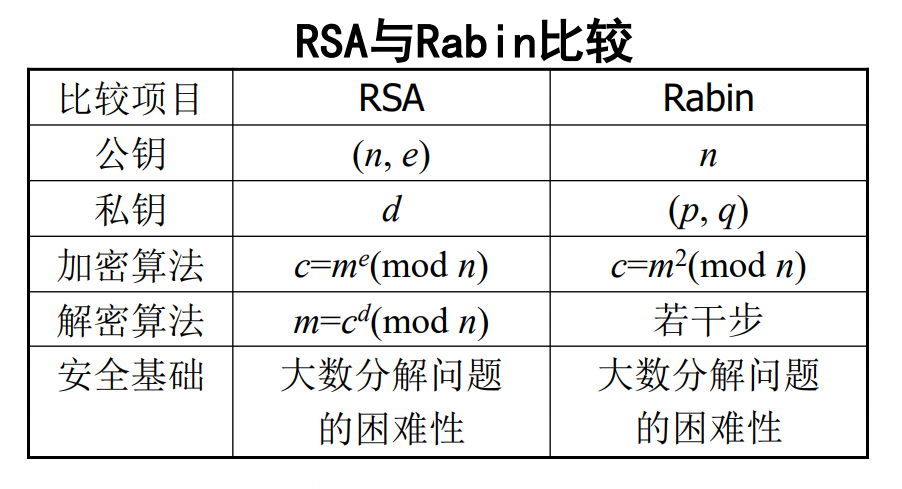 RSA与Rabin比较
比较项目 RSA Rabin
公钥 (n, e) n
私钥 d (p, q)
加密算法 c=mᵉ(mod n) c=m²(mod n)
解密算法 m=cᵈ(mod n) 若干步
安全基础 大数分解问题 大数分解问题
的困难性 的困难性